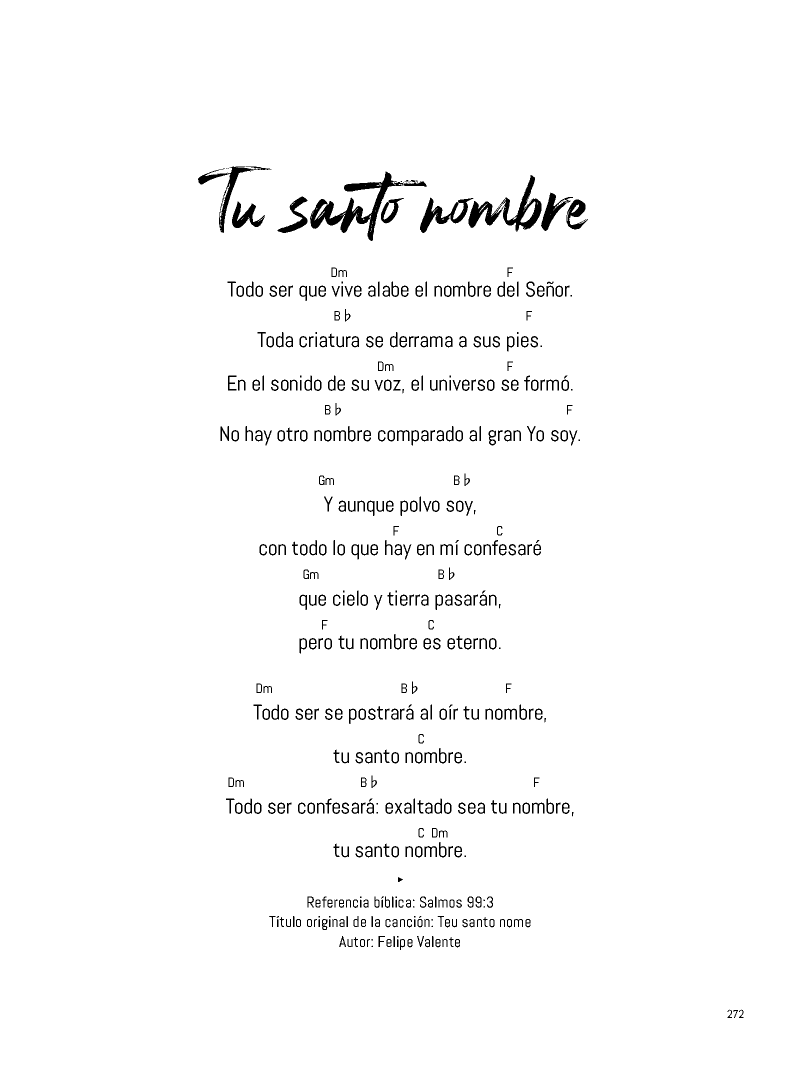 Tu santo nombre
Dm F
Todo ser que vive alabe el nombre del Señor.
B♭ F
Toda criatura se derrama a sus pies.
Dm F
En el sonido de su voz, el universo se formó.
B♭ F
No hay otro nombre comparado al gran Yo soy.
Gm B♭
Y aunque polvo soy,
F C
con todo lo que hay en mí confesaré
Gm B♭
que cielo y tierra pasarán,
F C
pero tu nombre es eterno.
Dm B♭ F
Todo ser se postrará al oír tu nombre,
C
tu santo nombre.
Dm B♭ F
Todo ser confesará: exaltado sea tu nombre,
C Dm
tu santo nombre.
▸
Referencia bíblica: Salmos 99:3
Título original de la canción: Teu santo nome
Autor: Felipe Valente
272